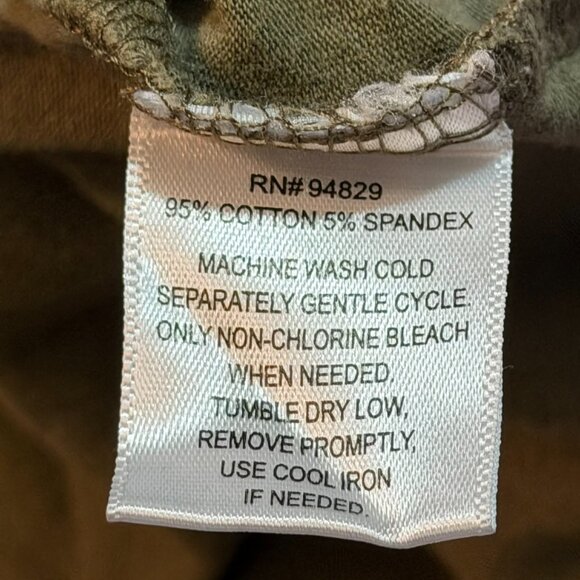 RN# 94829
95% COTTON 5% SPANDEX
MACHINE WASH COLD
SEPARATELY GENTLE CYCLE.
ONLY NON-CHLORINE BLEACH
WHEN NEEDED.
TUMBLE DRY LOW,
REMOVE PROMPTLY,
USE COOL IRON
IF NEEDED.